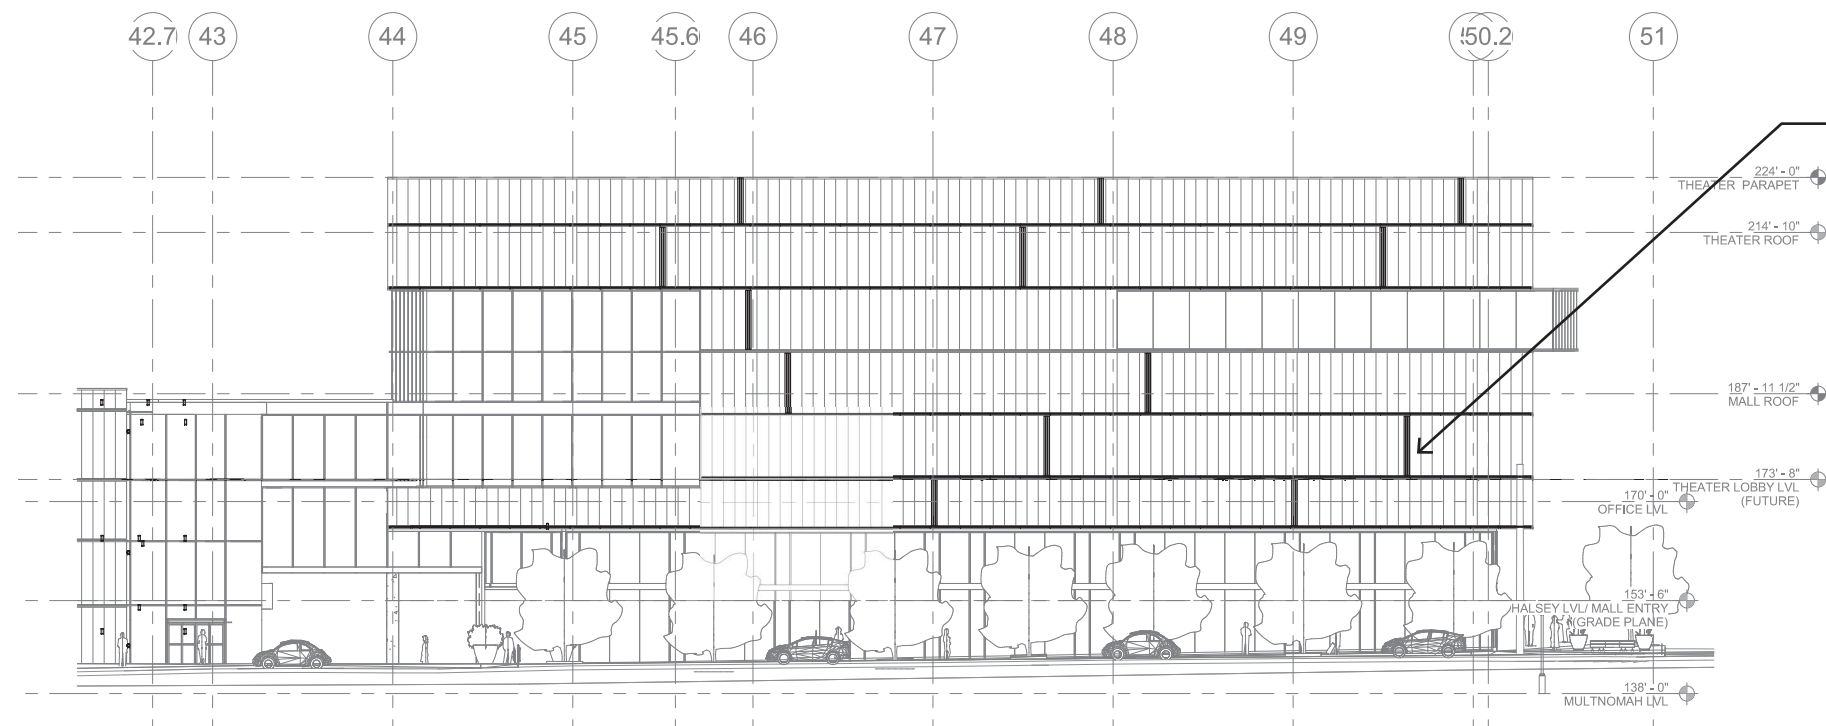 42.7
43
44
45
45.6
46
47
48
49
50.2
51
224' - 0"
THEATER PARAPET
214' - 10"
THEATER ROOF
187' - 11 1/2"
MALL ROOF
173' - 8"
THEATER LOBBY LVL
(FUTURE)
170' - 0"
OFFICE LVL
153' - 6"
HALSEY LVL/ MALL ENTRY
(GRADE PLANE)
138' - 0"
MULTNOMAH LVL